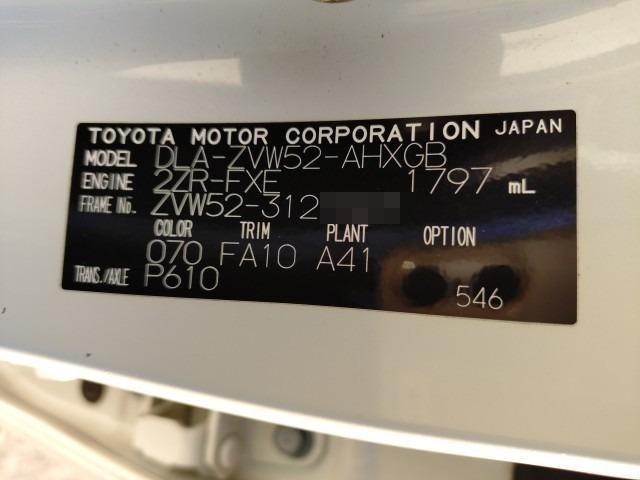 TOYOTA MOTOR CORPORATION JAPAN
MODEL DLA-ZVW52-AHXGB
ENGINE 2ZR-FXE 1797 mL
FRAME No. ZVW52-312
COLOR TRIM PLANT OPTION
070 FA10 A41
TRANS./AXLE P610
546